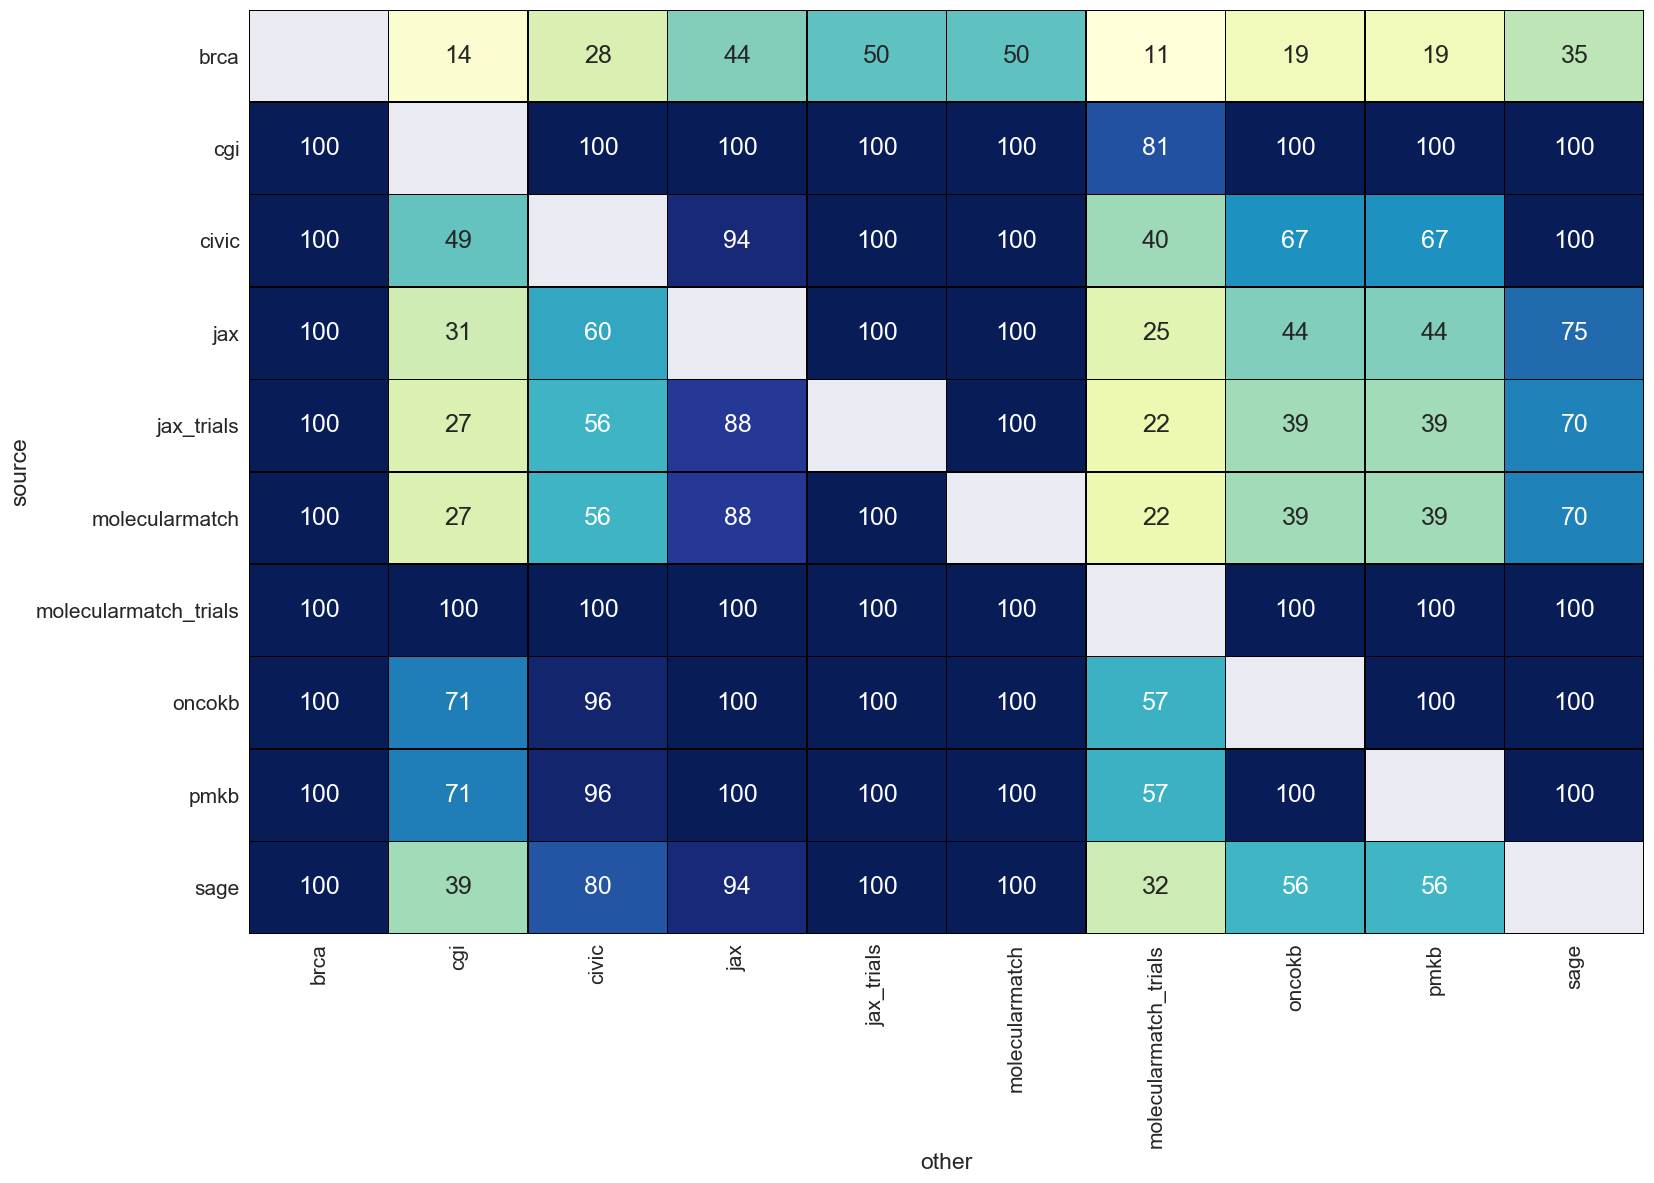 brca 14 28 44 50 50 11 19 19 35
cgi 100 100 100 100 100 81 100 100 100
civic 100 49 94 100 100 40 67 67 100
jax 100 31 60 100 100 25 44 44 75
jax_trials 100 27 56 88 100 22 39 39 70
molecularmatch 100 27 56 88 100 22 39 39 70
molecularmatch_trials 100 100 100 100 100 100 100 100 100
oncokb 100 71 96 100 100 100 57 100 100
pmkb 100 71 96 100 100 100 57 100 100
sage 100 39 80 94 100 100 32 56 56
source
brca cgi civic jax jax_trials molecularmatch molecularmatch_trials oncokb pmkb sage
other